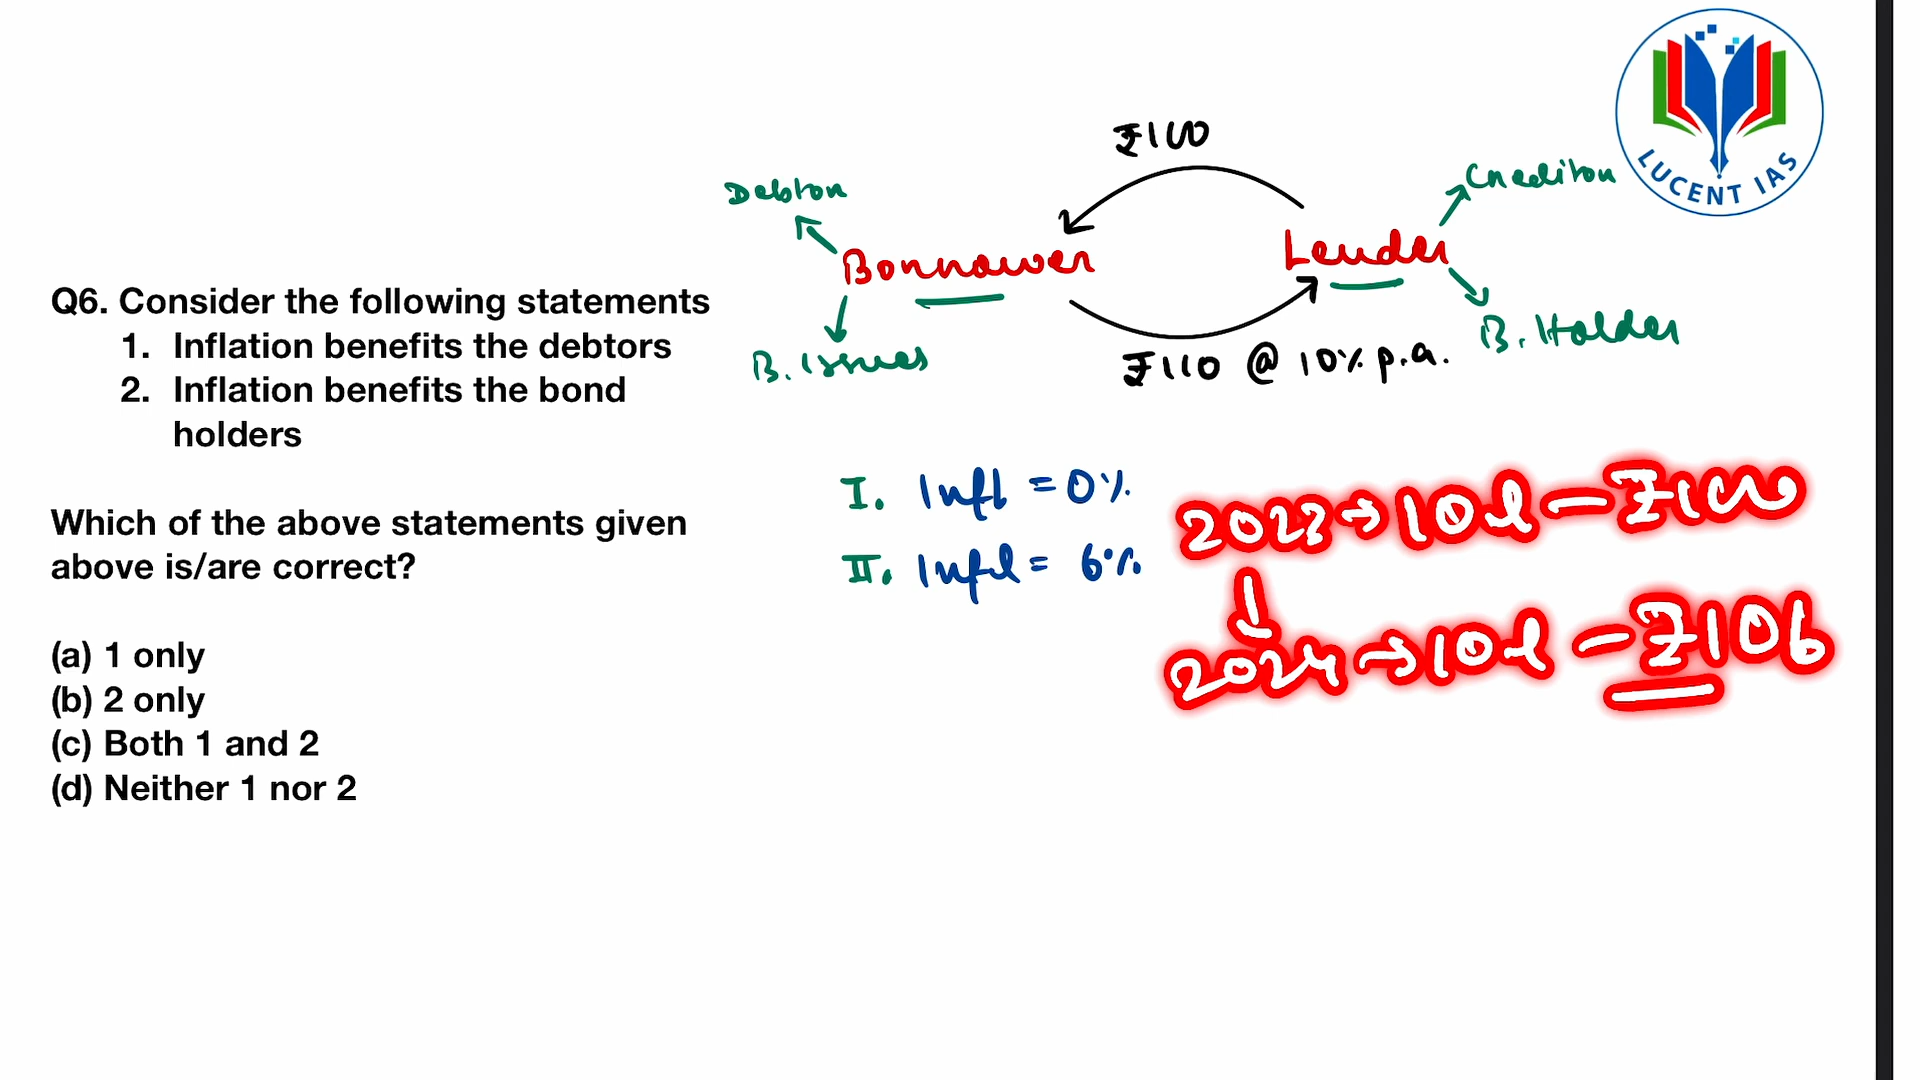 LUCENT IAS
₹100
Debtor
Creditor
Borrower
Lender
B. Issues
B. Holder
₹110 @ 10% p.a.
Q6. Consider the following statements
1. Inflation benefits the debtors
2. Inflation benefits the bond
holders
Which of the above statements given
above is/are correct?
(a) 1 only
(b) 2 only
(c) Both 1 and 2
(d) Neither 1 nor 2
I. Infl = 0%
II. Infl = 6%
2023 → 10l – ₹100
2024 → 10l – ₹106